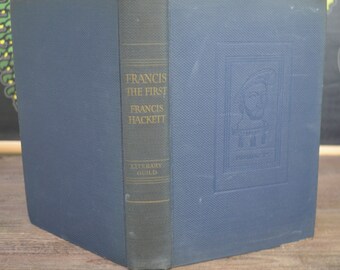 FRANCIS
THE FIRST
FRANCIS
HACKETT
LITERARY
GUILD